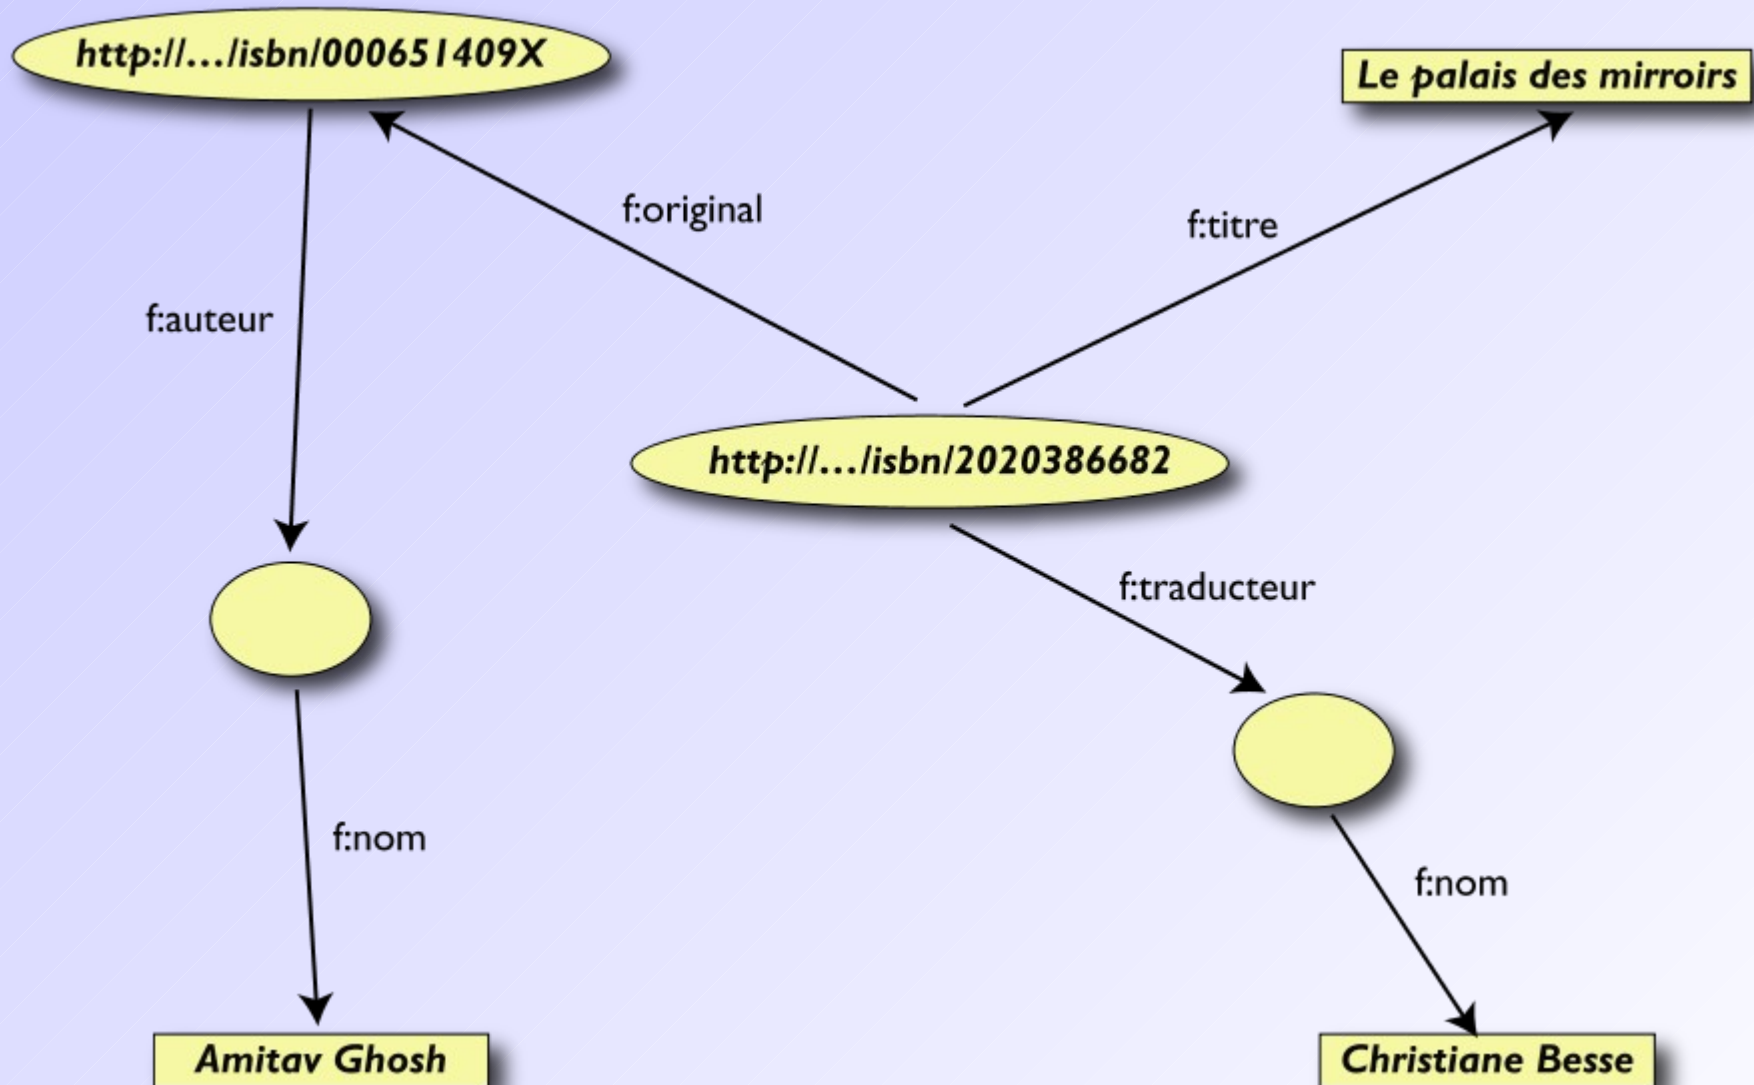 http://…/isbn/000651409X
Le palais des mirroirs
f:original
f:titre
f:auteur
http://…/isbn/2020386682
f:traducteur
f:nom
f:nom
Amitav Ghosh
Christiane Besse